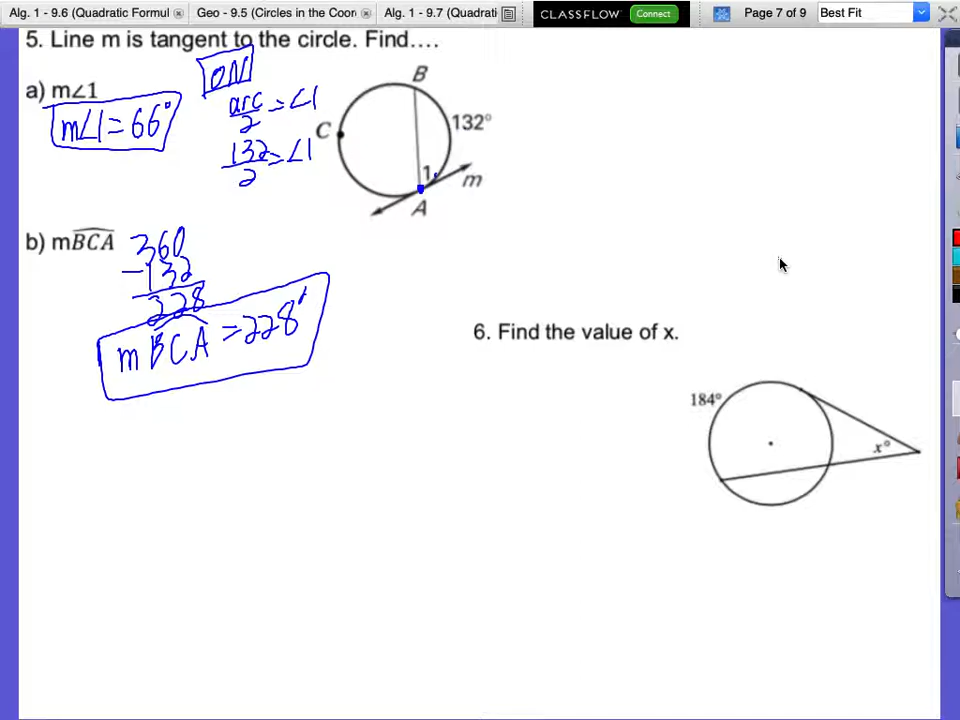 Alg. 1 - 9.6 (Quadratic Formul
Geo - 9.5 (Circles in the Coor
Alg. 1 - 9.7 (Quadrati
CLASSFLOW
Connect
Page 7 of 9
Best Fit
5. Line m is tangent to the circle. Find….
a) m∠1
m∠1 = 66°
ON
arc/2 = ∠1
132/2 = ∠1
B
C
132°
1
m
A
b) mBCA
360
-132
228
mBCA = 228°
6. Find the value of x.
184°
x°